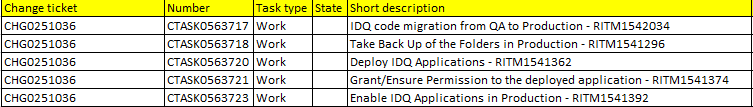 Change ticket Number Task type State Short description
CHG0251036 CTASK0563717 Work IDQ code migration from QA to Production - RITM1542034
CHG0251036 CTASK0563718 Work Take Back Up of the Folders in Production - RITM1541296
CHG0251036 CTASK0563720 Work Deploy IDQ Applications - RITM1541362
CHG0251036 CTASK0563721 Work Grant/Ensure Permission to the deployed application - RITM1541374
CHG0251036 CTASK0563723 Work Enable IDQ Applications in Production - RITM1541392